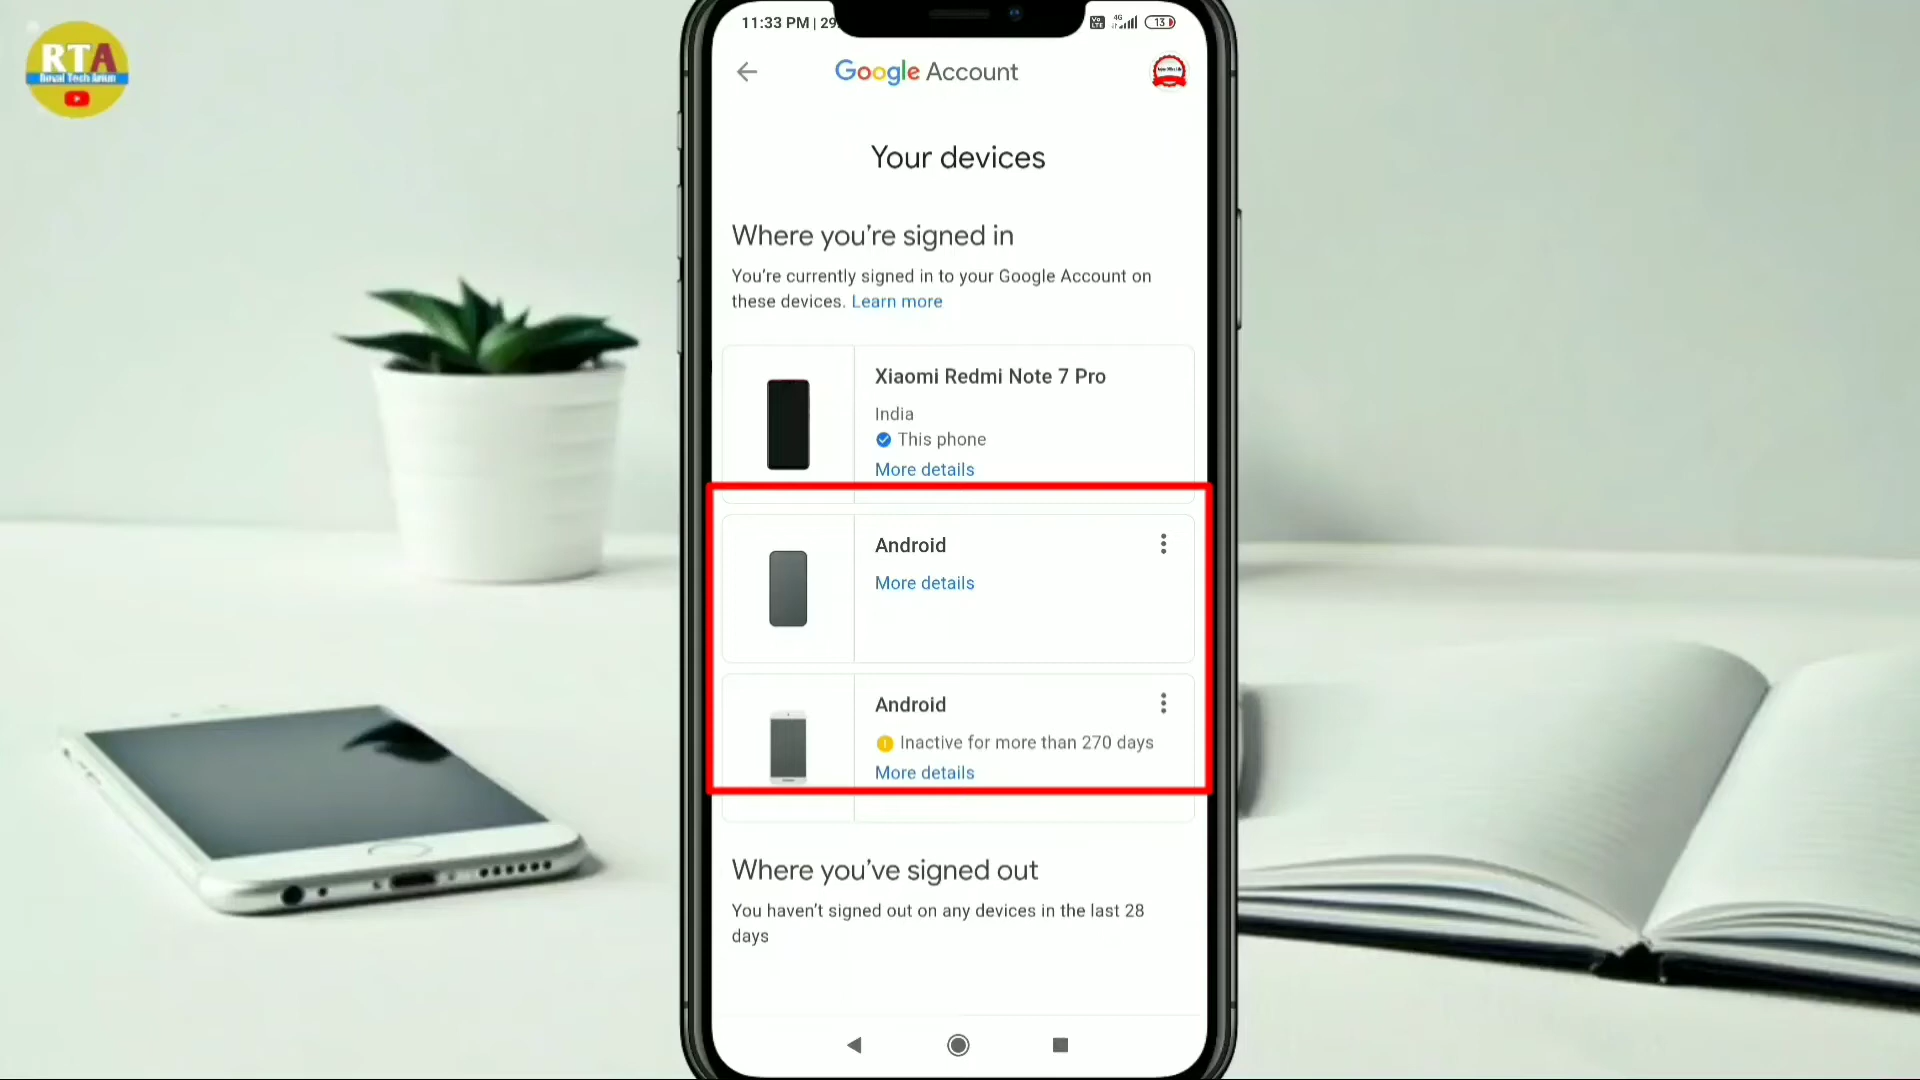 RTA
Royal Tech Amm
11:33 PM | 29
4G
13
Google Account
Your devices
Where you're signed in
You're currently signed in to your Google Account on
these devices. Learn more
Xiaomi Redmi Note 7 Pro
India
This phone
More details
Android
More details
Android
Inactive for more than 270 days
More details
Where you've signed out
You haven't signed out on any devices in the last 28
days